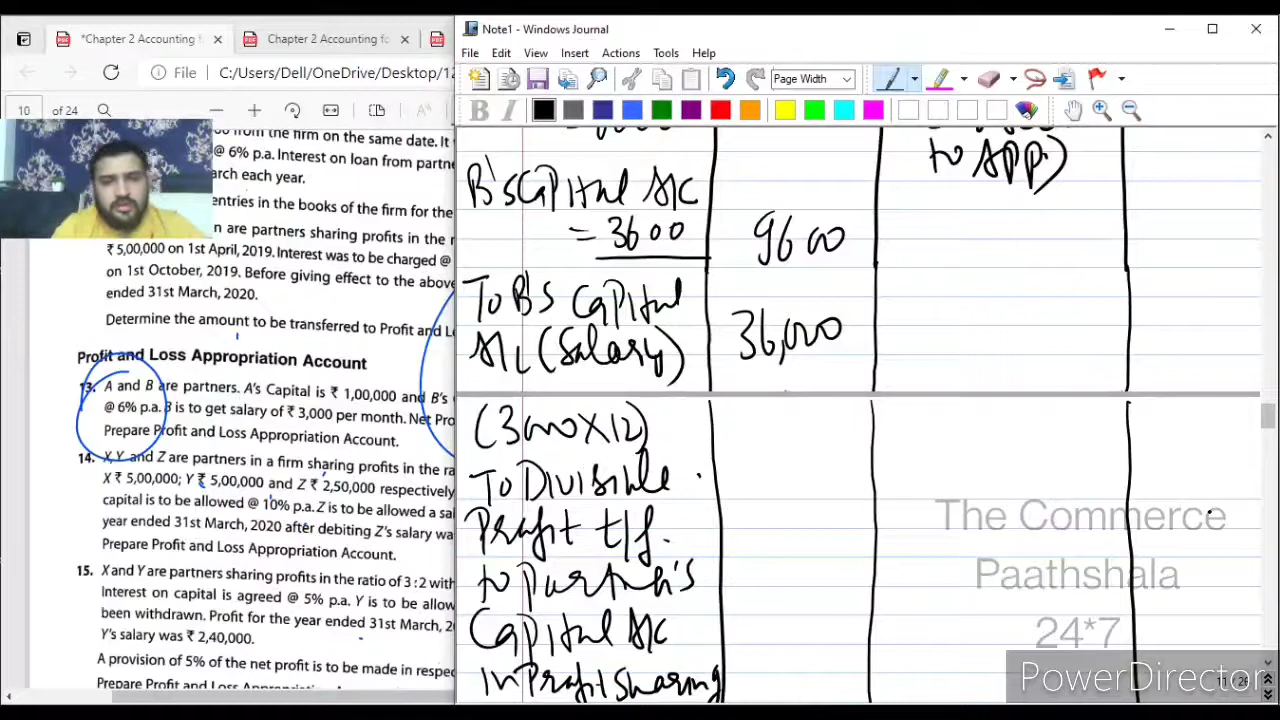 Note1 - Windows Journal
*Chapter 2 Accounting f
Chapter 2 Accounting fo
File Edit View Insert Actions Tools Help
File
C:/Users/Dell/OneDrive/Desktop/12
Page Width
10 of 24
from the firm on the same date. It
@ 6% p.a. Interest on loan from partne
arch each year.
entries in the books of the firm for the
n are partners sharing profits in the r
₹ 5,00,000 on 1st April, 2019. Interest was to be charged @
on 1st October, 2019. Before giving effect to the above
ended 31st March, 2020.
Determine the amount to be transferred to Profit and L
Profit and Loss Appropriation Account
13. A and B are partners. A's Capital is ₹ 1,00,000 and B's
@ 6% p.a. B is to get salary of ₹ 3,000 per month. Net Pro
Prepare Profit and Loss Appropriation Account.
14. X, Y and Z are partners in a firm sharing profits in the ra
X ₹ 5,00,000; Y ₹ 5,00,000 and Z ₹ 2,50,000 respectively
capital is to be allowed @ 10% p.a. Z is to be allowed a sal
year ended 31st March, 2020 after debiting Z's salary wa
Prepare Profit and Loss Appropriation Account.
15. X and Y are partners sharing profits in the ratio of 3 : 2 with
Interest on capital is agreed @ 5% p.a. Y is to be allow
been withdrawn. Profit for the year ended 31st March, 2
Y's salary was ₹ 2,40,000.
A provision of 5% of the net profit is to be made in respec
Prepare Profit and Loss Appropriation Account
to APP.)
B's Capital A/C
= 3600 9600
To B's Capital
A/c (Salary) 36,000
(3000X12)
To Divisible
Profit t/f.
to Partner's
Capital A/C
in Profit Sharing
The Commerce
Paathshala
24*7
PowerDirector